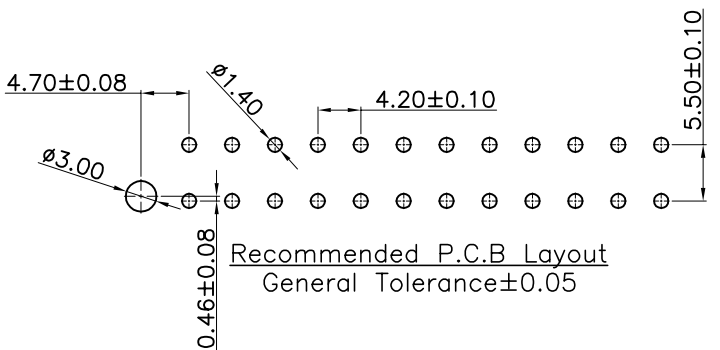 4.70±0.08
ø1.40
4.20±0.10
5.50±0.10
ø3.00
0.46±0.08
Recommended P.C.B Layout
General Tolerance±0.05